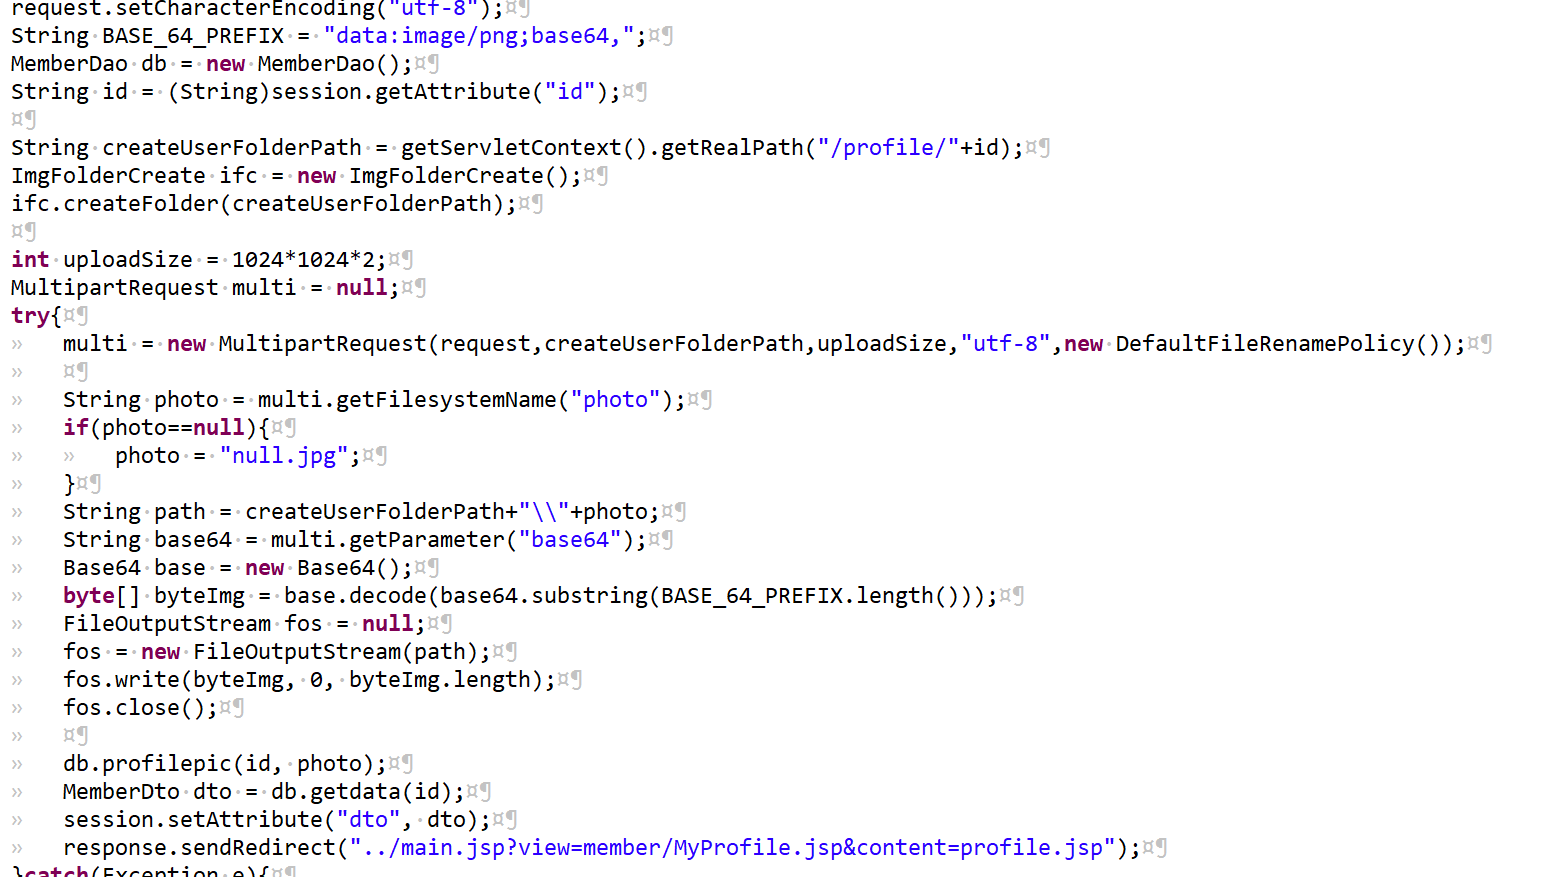 request.setCharacterEncoding("utf-8");¤¶
String·BASE_64_PREFIX·=·"data:image/png;base64,";¤¶
MemberDao·db·=·new·MemberDao();¤¶
String·id·=·(String)session.getAttribute("id");¤¶
¤¶
String·createUserFolderPath·=·getServletContext().getRealPath("/profile/"+id);¤¶
ImgFolderCreate·ifc·=·new·ImgFolderCreate();¤¶
ifc.createFolder(createUserFolderPath);¤¶
¤¶
int·uploadSize·=·1024*1024*2;¤¶
MultipartRequest·multi·=·null;¤¶
try{¤¶
»	multi·=·new·MultipartRequest(request,createUserFolderPath,uploadSize,"utf-8",new·DefaultFileRenamePolicy());¤¶
»	¤¶
»	String·photo·=·multi.getFilesystemName("photo");¤¶
»	if(photo==null){¤¶
»	»	photo·=·"null.jpg";¤¶
»	}¤¶
»	String·path·=·createUserFolderPath+"\\"+photo;¤¶
»	String·base64·=·multi.getParameter("base64");¤¶
»	Base64·base·=·new·Base64();¤¶
»	byte[]·byteImg·=·base.decode(base64.substring(BASE_64_PREFIX.length()));¤¶
»	FileOutputStream·fos·=·null;¤¶
»	fos·=·new·FileOutputStream(path);¤¶
»	fos.write(byteImg,·0,·byteImg.length);¤¶
»	fos.close();¤¶
»	¤¶
»	db.profilepic(id,·photo);¤¶
»	MemberDto·dto·=·db.getdata(id);¤¶
»	session.setAttribute("dto",·dto);¤¶
»	response.sendRedirect("../main.jsp?view=member/MyProfile.jsp&content=profile.jsp");¤¶
}catch(Exception·e){¤¶